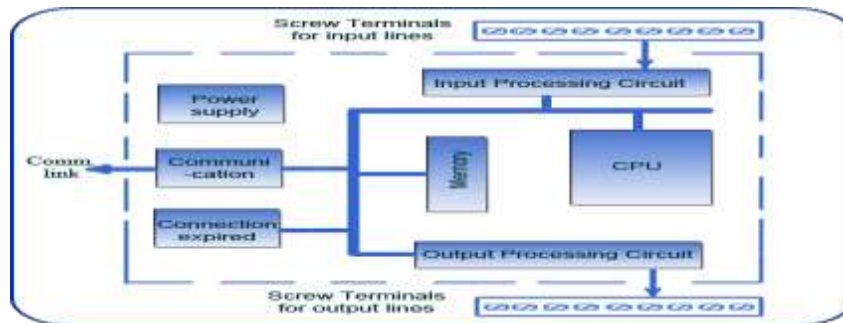 Screw Terminals
for input lines
Input Processing Circuit
Power
supply
Comm
link
Communi
-cation
Memory
CPU
Connection
expired
Output Processing Circuit
Screw Terminals
for output lines